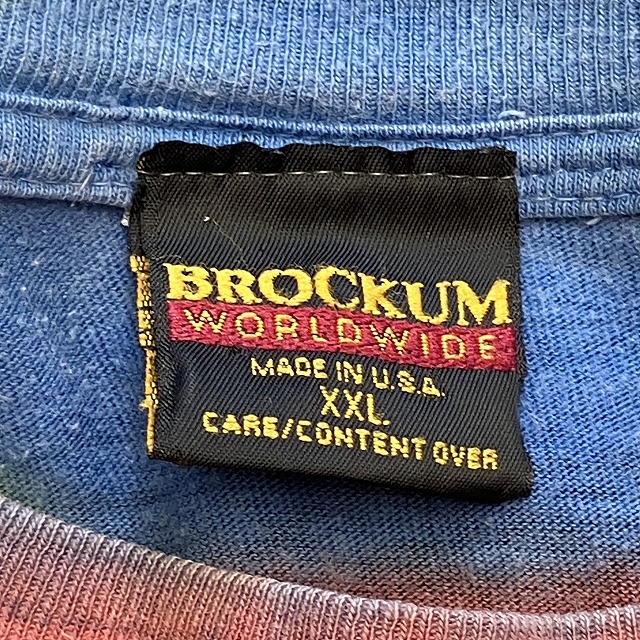 BROCKUM
WORLDWIDE
MADE IN U.S.A.
XXL
CARE/CONTENT OVER